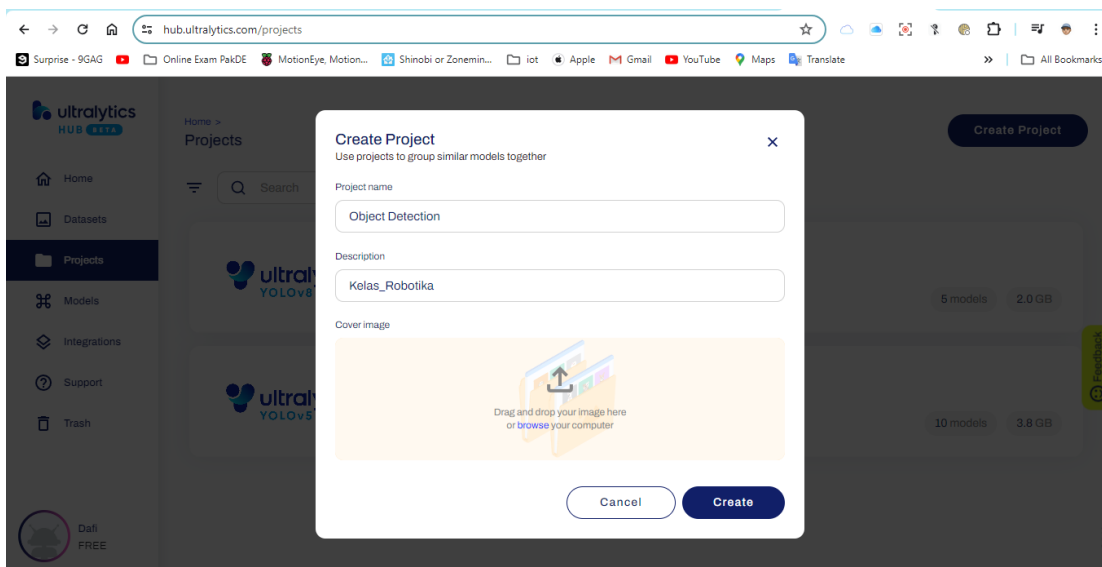 hub.ultralytics.com/projects
Surprise - 9GAG
Online Exam PakDE
MotionEye, Motion...
Shinobi or Zonemin...
iot
Apple
Gmail
YouTube
Maps
Translate
»
All Bookmarks
ultralytics
HUB BETA
Home >
Projects
Create Project
Search
Home
Datasets
Projects
Models
Integrations
Support
Trash
Dafi
FREE
Create Project
Use projects to group similar models together
Project name
Object Detection
Description
Kelas_Robotika
Cover image
Drag and drop your image here
or browse your computer
Cancel
Create
ultraly
YOLOv8
5 models
2.0 GB
ultraly
YOLOv5
10 models
3.8 GB
Feedback